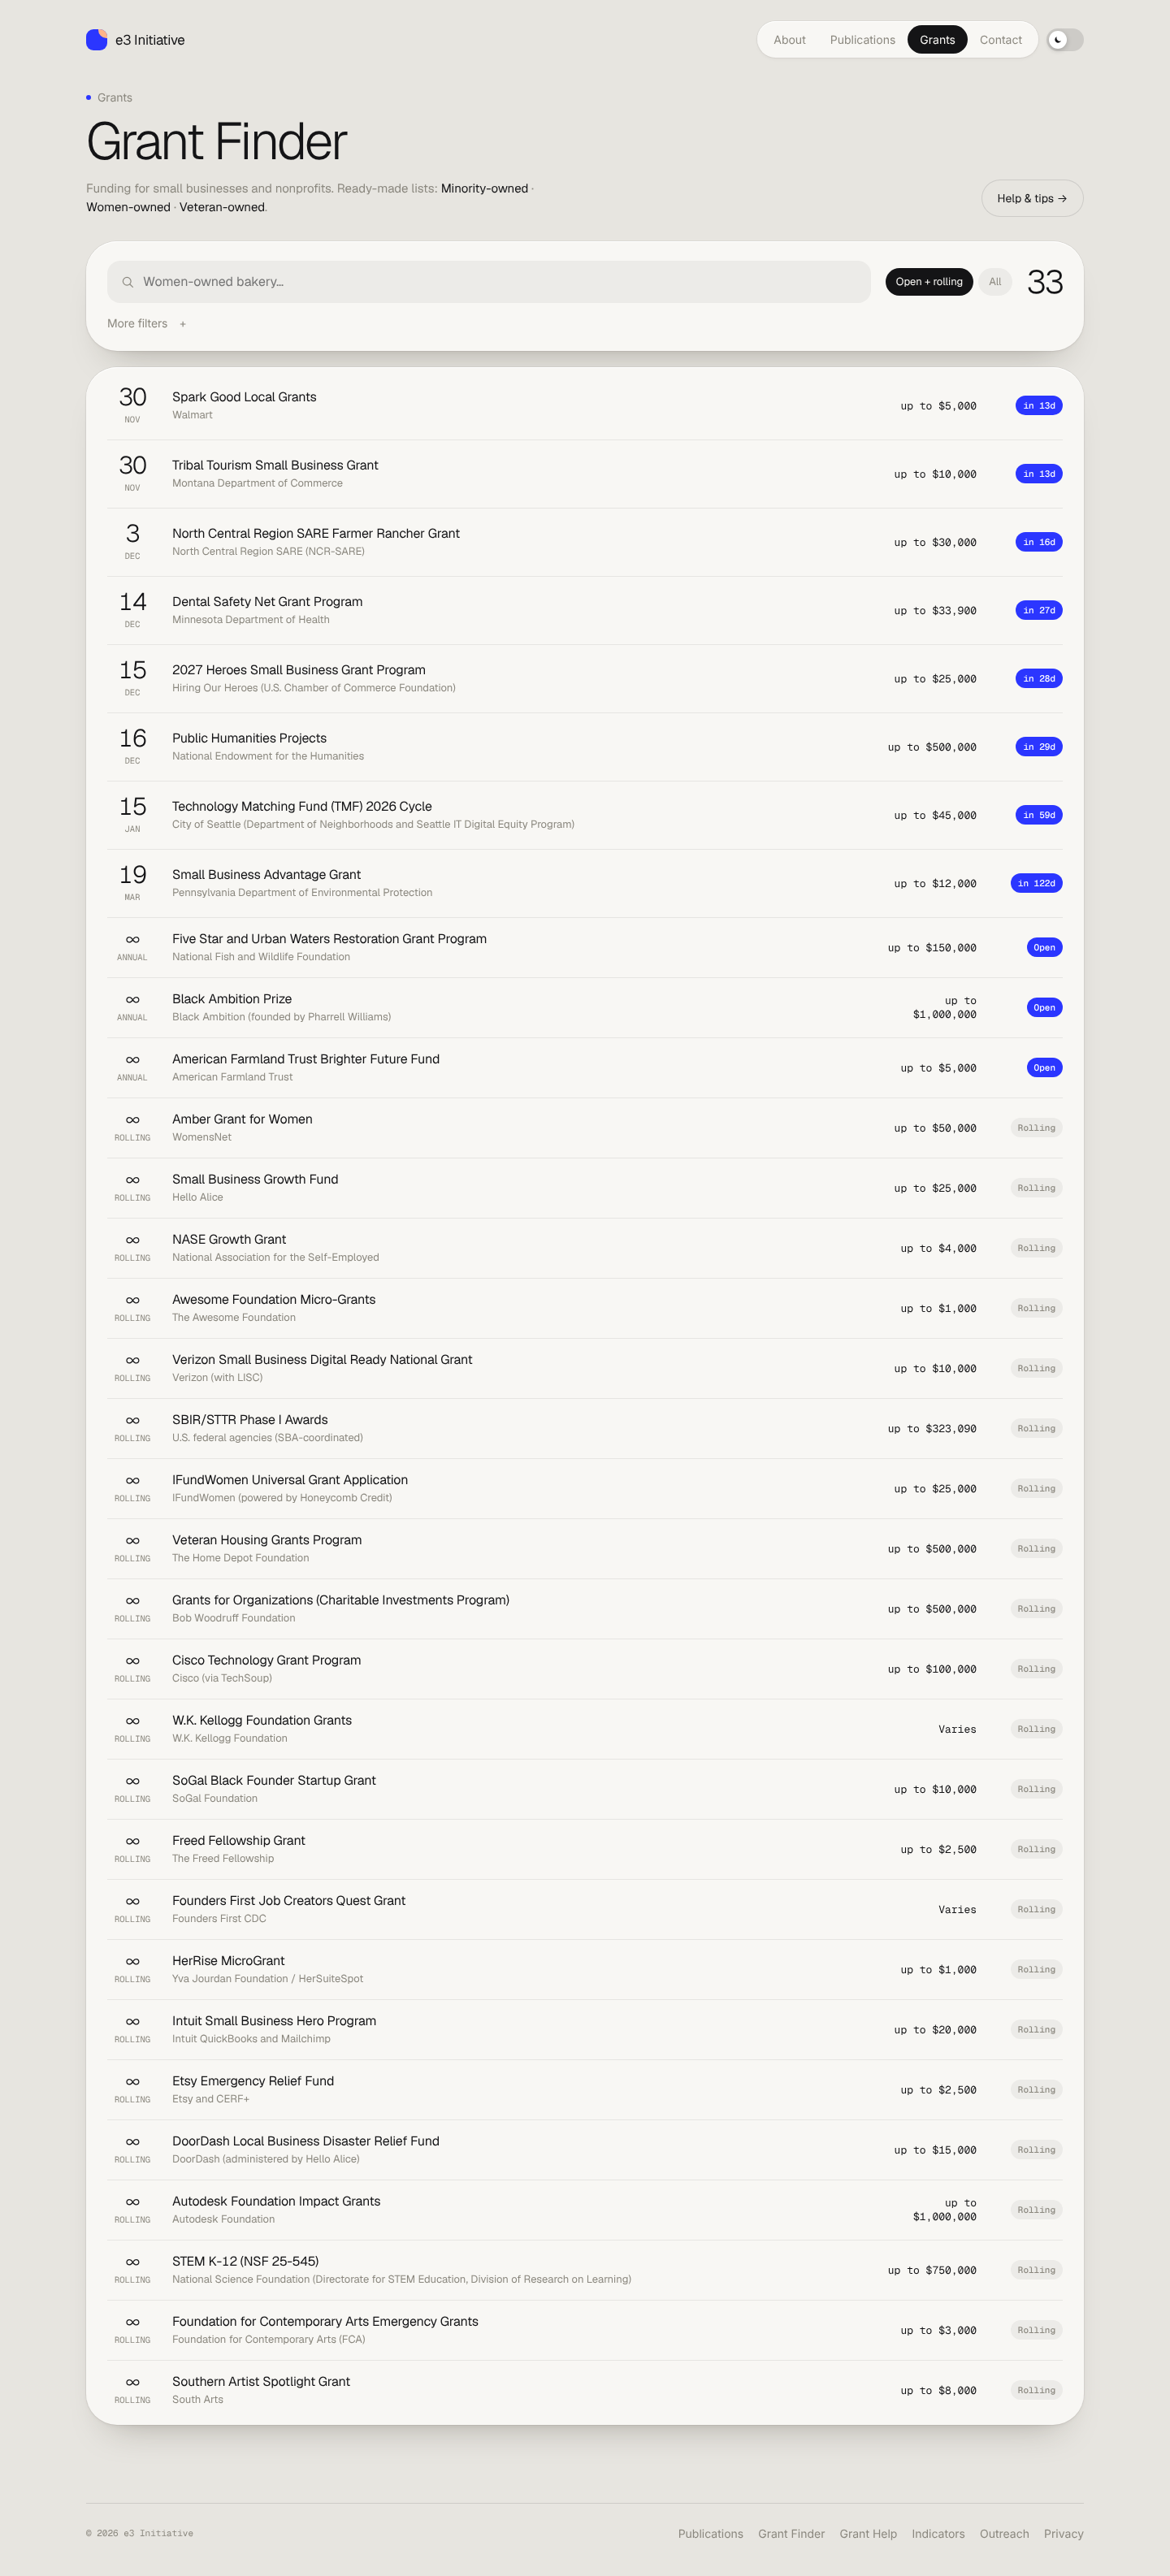 e3 Initiative
About
Publications
Grants
Contact
Grants
Grant Finder
Funding for small businesses and nonprofits. Ready-made lists: Minority-owned ·
Women-owned · Veteran-owned.
Help & tips →
Women-owned bakery...
Open + rolling
All
33
More filters +
30
NOV
Spark Good Local Grants
Walmart
up to $5,000
in 13d
30
NOV
Tribal Tourism Small Business Grant
Montana Department of Commerce
up to $10,000
in 13d
3
DEC
North Central Region SARE Farmer Rancher Grant
North Central Region SARE (NCR-SARE)
up to $30,000
in 16d
14
DEC
Dental Safety Net Grant Program
Minnesota Department of Health
up to $33,900
in 27d
15
DEC
2027 Heroes Small Business Grant Program
Hiring Our Heroes (U.S. Chamber of Commerce Foundation)
up to $25,000
in 28d
16
DEC
Public Humanities Projects
National Endowment for the Humanities
up to $500,000
in 29d
15
JAN
Technology Matching Fund (TMF) 2026 Cycle
City of Seattle (Department of Neighborhoods and Seattle IT Digital Equity Program)
up to $45,000
in 59d
19
MAR
Small Business Advantage Grant
Pennsylvania Department of Environmental Protection
up to $12,000
in 122d
∞
ANNUAL
Five Star and Urban Waters Restoration Grant Program
National Fish and Wildlife Foundation
up to $150,000
Open
∞
ANNUAL
Black Ambition Prize
Black Ambition (founded by Pharrell Williams)
up to
$1,000,000
Open
∞
ANNUAL
American Farmland Trust Brighter Future Fund
American Farmland Trust
up to $5,000
Open
∞
ROLLING
Amber Grant for Women
WomensNet
up to $50,000
Rolling
∞
ROLLING
Small Business Growth Fund
Hello Alice
up to $25,000
Rolling
∞
ROLLING
NASE Growth Grant
National Association for the Self-Employed
up to $4,000
Rolling
∞
ROLLING
Awesome Foundation Micro-Grants
The Awesome Foundation
up to $1,000
Rolling
∞
ROLLING
Verizon Small Business Digital Ready National Grant
Verizon (with LISC)
up to $10,000
Rolling
∞
ROLLING
SBIR/STTR Phase I Awards
U.S. federal agencies (SBA-coordinated)
up to $323,090
Rolling
∞
ROLLING
IFundWomen Universal Grant Application
IFundWomen (powered by Honeycomb Credit)
up to $25,000
Rolling
∞
ROLLING
Veteran Housing Grants Program
The Home Depot Foundation
up to $500,000
Rolling
∞
ROLLING
Grants for Organizations (Charitable Investments Program)
Bob Woodruff Foundation
up to $500,000
Rolling
∞
ROLLING
Cisco Technology Grant Program
Cisco (via TechSoup)
up to $100,000
Rolling
∞
ROLLING
W.K. Kellogg Foundation Grants
W.K. Kellogg Foundation
Varies
Rolling
∞
ROLLING
SoGal Black Founder Startup Grant
SoGal Foundation
up to $10,000
Rolling
∞
ROLLING
Freed Fellowship Grant
The Freed Fellowship
up to $2,500
Rolling
∞
ROLLING
Founders First Job Creators Quest Grant
Founders First CDC
Varies
Rolling
∞
ROLLING
HerRise MicroGrant
Yva Jourdan Foundation / HerSuiteSpot
up to $1,000
Rolling
∞
ROLLING
Intuit Small Business Hero Program
Intuit QuickBooks and Mailchimp
up to $20,000
Rolling
∞
ROLLING
Etsy Emergency Relief Fund
Etsy and CERF+
up to $2,500
Rolling
∞
ROLLING
DoorDash Local Business Disaster Relief Fund
DoorDash (administered by Hello Alice)
up to $15,000
Rolling
∞
ROLLING
Autodesk Foundation Impact Grants
Autodesk Foundation
up to
$1,000,000
Rolling
∞
ROLLING
STEM K-12 (NSF 25-545)
National Science Foundation (Directorate for STEM Education, Division of Research on Learning)
up to $750,000
Rolling
∞
ROLLING
Foundation for Contemporary Arts Emergency Grants
Foundation for Contemporary Arts (FCA)
up to $3,000
Rolling
∞
ROLLING
Southern Artist Spotlight Grant
South Arts
up to $8,000
Rolling
© 2026 e3 Initiative
Publications
Grant Finder
Grant Help
Indicators
Outreach
Privacy